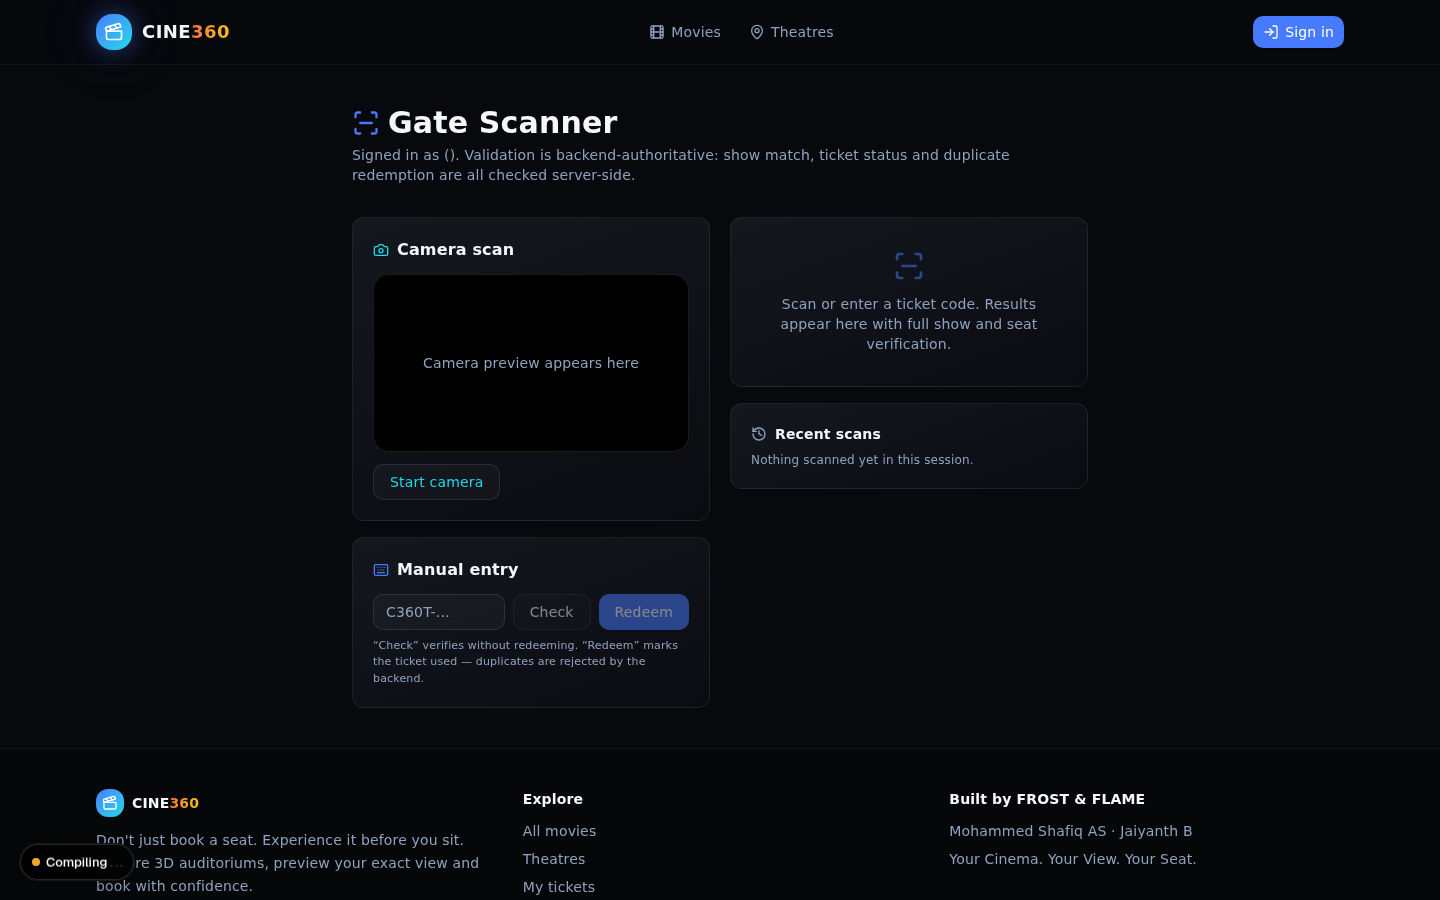 CINE360
Movies
Theatres
Sign in
Gate Scanner
Signed in as (). Validation is backend-authoritative: show match, ticket status and duplicate
redemption are all checked server-side.
Camera scan
Camera preview appears here
Start camera
Manual entry
C360T-...
Check
Redeem
“Check” verifies without redeeming. “Redeem” marks
the ticket used — duplicates are rejected by the
backend.
Scan or enter a ticket code. Results
appear here with full show and seat
verification.
Recent scans
Nothing scanned yet in this session.
CINE360
Don't just book a seat. Experience it before you sit.
3D auditoriums, preview your exact view and
book with confidence.
Explore
All movies
Theatres
My tickets
Built by FROST & FLAME
Mohammed Shafiq AS · Jaiyanth B
Your Cinema. Your View. Your Seat.
Compiling ...